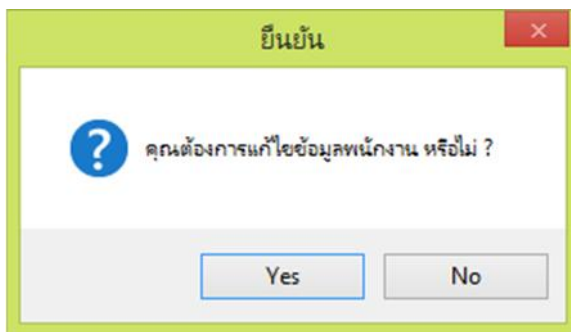 ยืนยัน
คุณต้องการแก้ไขข้อมูลพนักงาน หรือไม่ ?
Yes
No